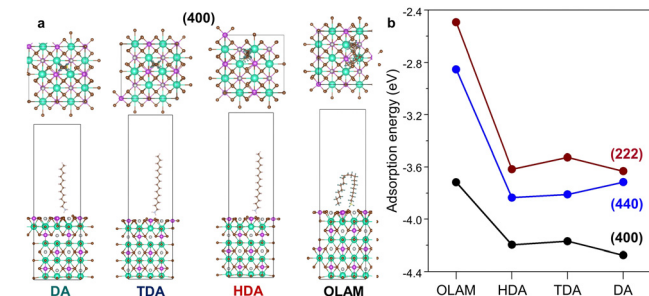 a
(400)
DA
TDA
HDA
OLAM
b
Adsorption energy (eV)
-2.4
-2.8
-3.2
-3.6
-4.0
-4.4
(222)
(440)
(400)
OLAM HDA TDA DA